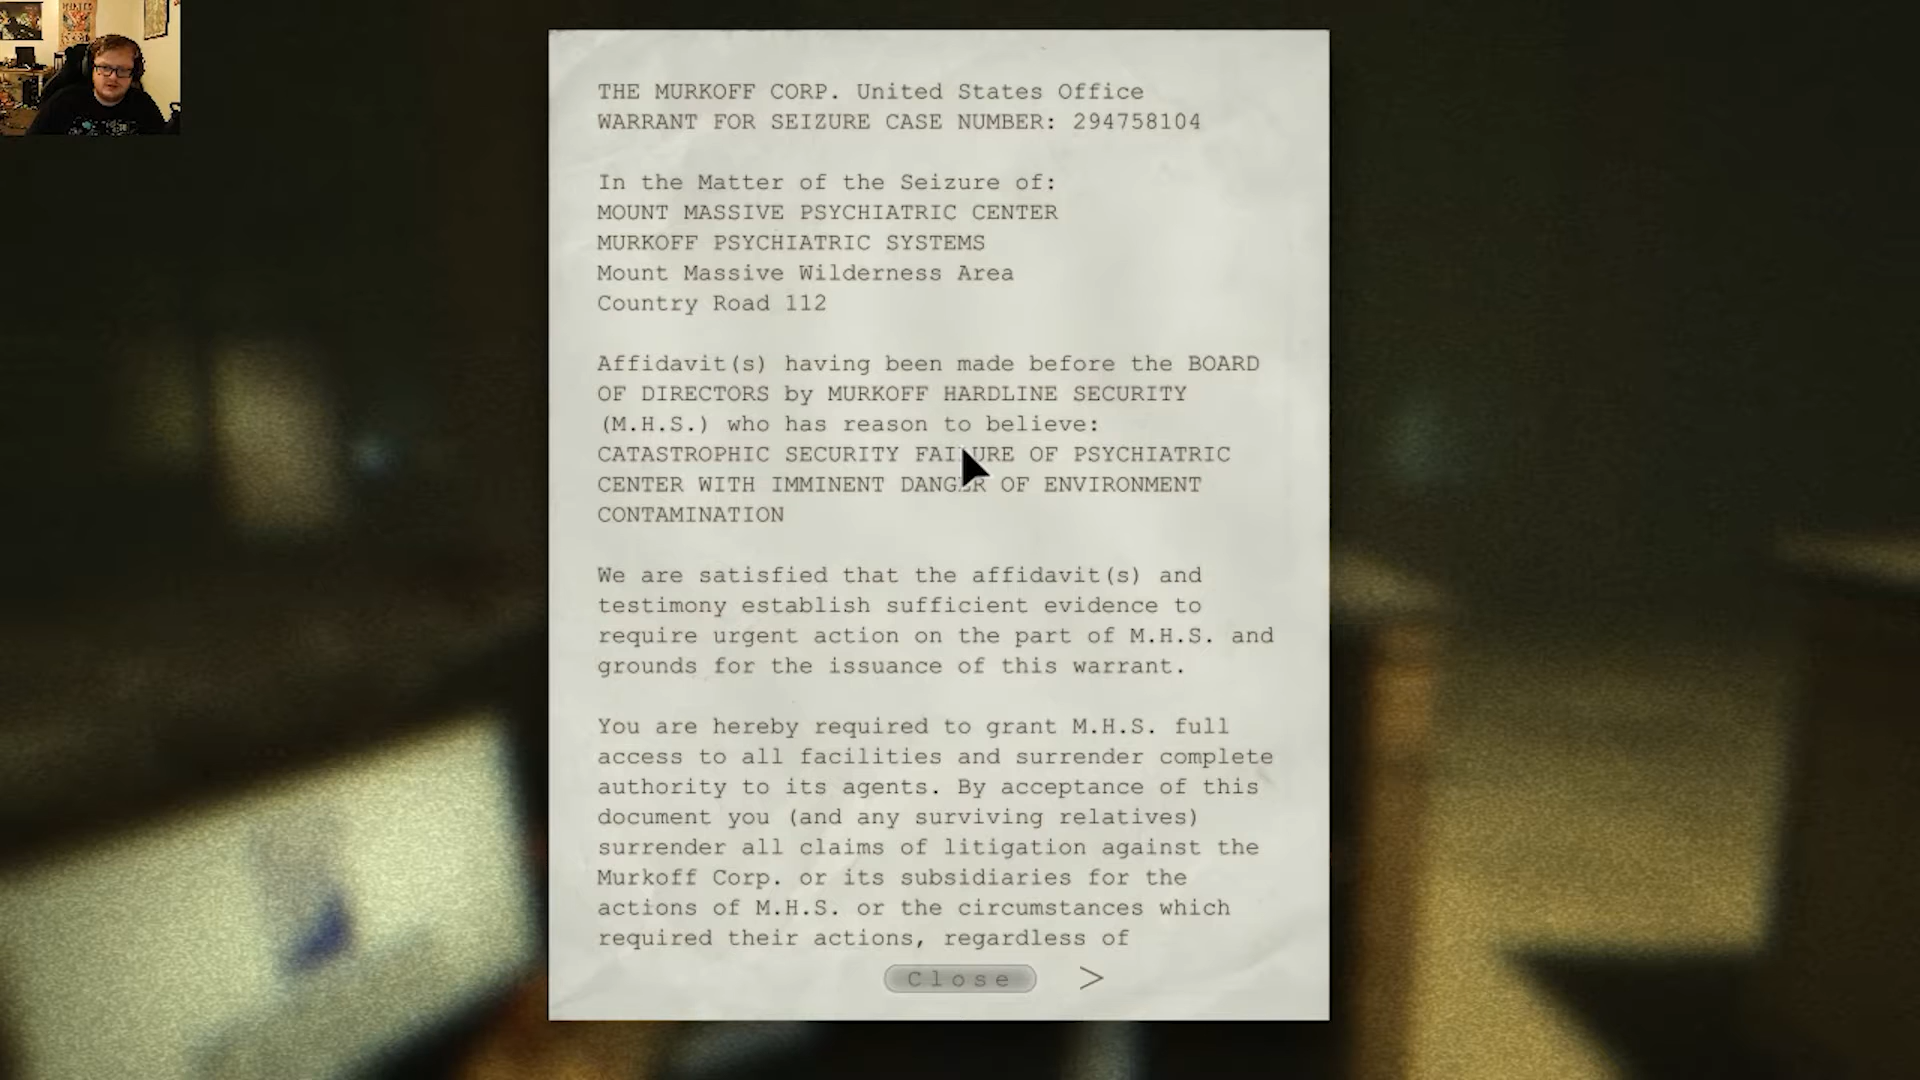 THE MURKOFF CORP. United States Office
WARRANT FOR SEIZURE CASE NUMBER: 294758104
In the Matter of the Seizure of:
MOUNT MASSIVE PSYCHIATRIC CENTER
MURKOFF PSYCHIATRIC SYSTEMS
Mount Massive Wilderness Area
Country Road 112
Affidavit(s) having been made before the BOARD
OF DIRECTORS by MURKOFF HARDLINE SECURITY
(M.H.S.) who has reason to believe:
CATASTROPHIC SECURITY FAILURE OF PSYCHIATRIC
CENTER WITH IMMINENT DANGER OF ENVIRONMENT
CONTAMINATION
We are satisfied that the affidavit(s) and
testimony establish sufficient evidence to
require urgent action on the part of M.H.S. and
grounds for the issuance of this warrant.
You are hereby required to grant M.H.S. full
access to all facilities and surrender complete
authority to its agents. By acceptance of this
document you (and any surviving relatives)
surrender all claims of litigation against the
Murkoff Corp. or its subsidiaries for the
actions of M.H.S. or the circumstances which
required their actions, regardless of
Close >